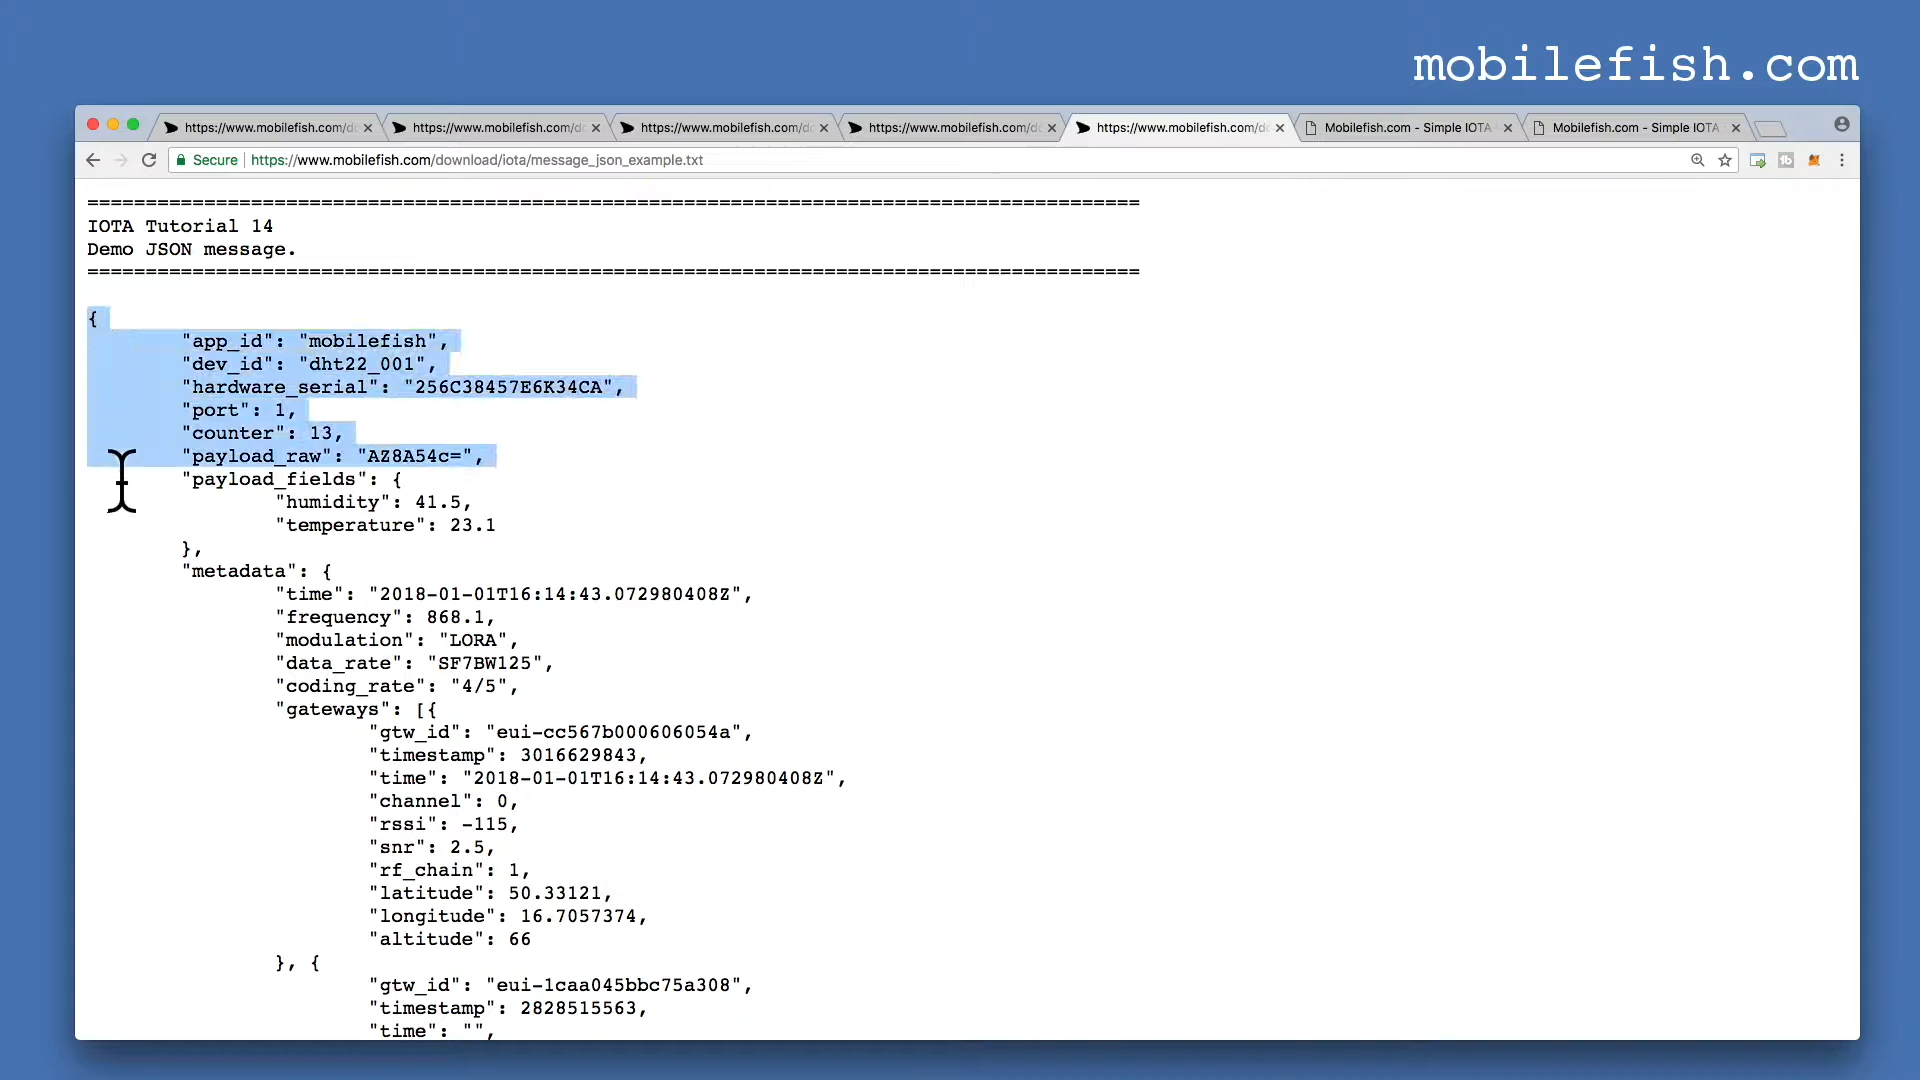 mobilefish.com
https://www.mobilefish.com/do
https://www.mobilefish.com/do
https://www.mobilefish.com/do
https://www.mobilefish.com/do
https://www.mobilefish.com/do
Mobilefish.com - Simple IOTA
Mobilefish.com - Simple IOTA
Secure
https://www.mobilefish.com/download/iota/message_json_example.txt
==========================================================================================
IOTA Tutorial 14
Demo JSON message.
==========================================================================================
{
"app_id": "mobilefish",
"dev_id": "dht22_001",
"hardware_serial": "256C38457E6K34CA",
"port": 1,
"counter": 13,
"payload_raw": "AZ8A54c=",
"payload_fields": {
"humidity": 41.5,
"temperature": 23.1
},
"metadata": {
"time": "2018-01-01T16:14:43.072980408Z",
"frequency": 868.1,
"modulation": "LORA",
"data_rate": "SF7BW125",
"coding_rate": "4/5",
"gateways": [{
"gtw_id": "eui-cc567b000606054a",
"timestamp": 3016629843,
"time": "2018-01-01T16:14:43.072980408Z",
"channel": 0,
"rssi": -115,
"snr": 2.5,
"rf_chain": 1,
"latitude": 50.33121,
"longitude": 16.7057374,
"altitude": 66
}, {
"gtw_id": "eui-1caa045bbc75a308",
"timestamp": 2828515563,
"time": "",